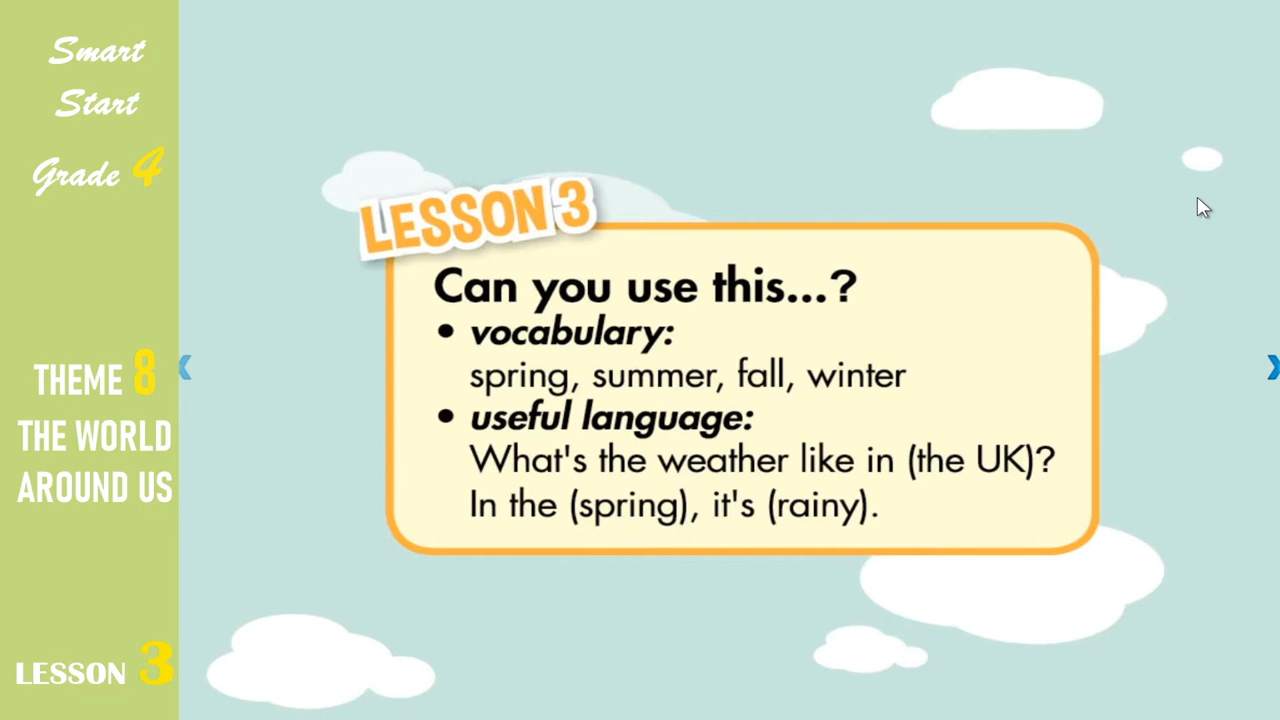 Smart
Start
Grade 4
THEME 8
THE WORLD
AROUND US
LESSON 3
LESSON 3
Can you use this...?
• vocabulary:
spring, summer, fall, winter
• useful language:
What's the weather like in (the UK)?
In the (spring), it's (rainy).